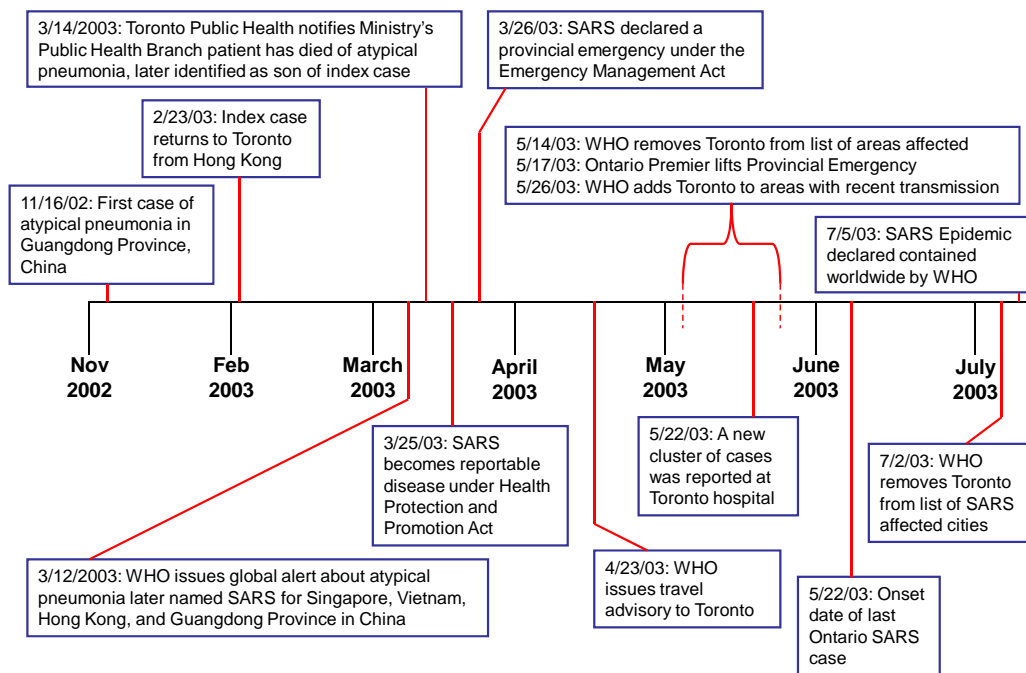 3/14/2003: Toronto Public Health notifies Ministry's
Public Health Branch patient has died of atypical
pneumonia, later identified as son of index case
3/26/03: SARS declared a
provincial emergency under the
Emergency Management Act
2/23/03: Index case
returns to Toronto
from Hong Kong
5/14/03: WHO removes Toronto from list of areas affected
5/17/03: Ontario Premier lifts Provincial Emergency
5/26/03: WHO adds Toronto to areas with recent transmission
11/16/02: First case of
atypical pneumonia in
Guangdong Province,
China
7/5/03: SARS Epidemic
declared contained
worldwide by WHO
Nov
2002
Feb
2003
March
2003
April
2003
May
2003
June
2003
July
2003
3/25/03: SARS
becomes reportable
disease under Health
Protection and
Promotion Act
5/22/03: A new
cluster of cases
was reported at
Toronto hospital
7/2/03: WHO
removes Toronto
from list of SARS
affected cities
3/12/2003: WHO issues global alert about atypical
pneumonia later named SARS for Singapore, Vietnam,
Hong Kong, and Guangdong Province in China
4/23/03: WHO
issues travel
advisory to Toronto
5/22/03: Onset
date of last
Ontario SARS
case